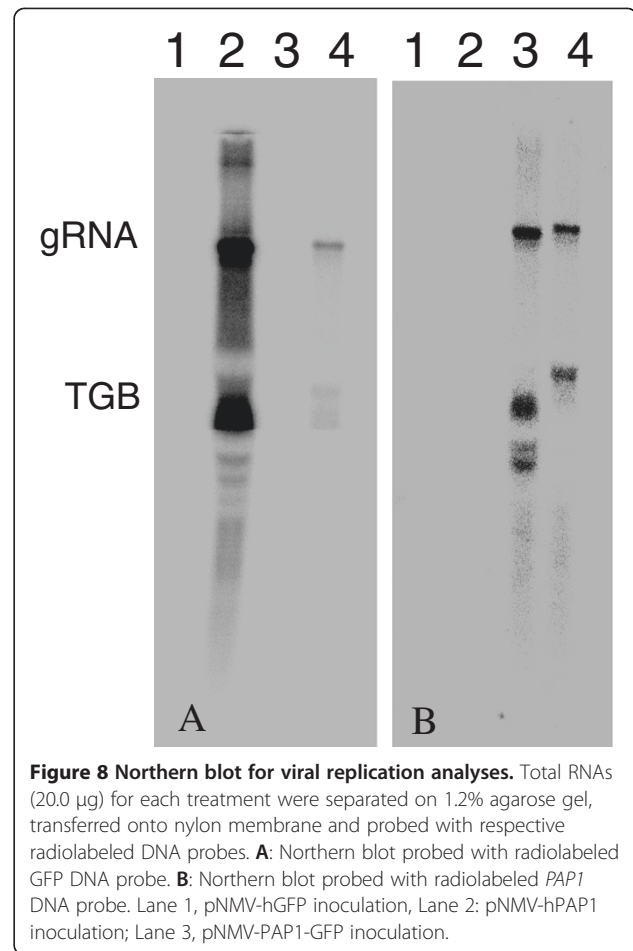 1 2 3 4 1 2 3 4
gRNA
TGB
A B
Figure 8 Northern blot for viral replication analyses. Total RNAs
(20.0 μg) for each treatment were separated on 1.2% agarose gel,
transferred onto nylon membrane and probed with respective
radiolabeled DNA probes. A: Northern blot probed with radiolabeled
GFP DNA probe. B: Northern blot probed with radiolabeled PAP1
DNA probe. Lane 1, pNMV-hGFP inoculation, Lane 2: pNMV-hPAP1
inoculation; Lane 3, pNMV-PAP1-GFP inoculation.